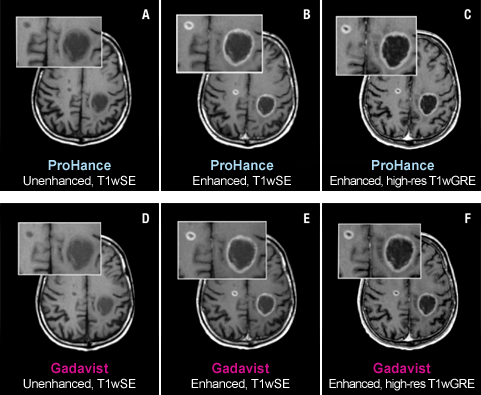 A
B
C
ProHance
Unenhanced, T1wSE
ProHance
Enhanced, T1wSE
ProHance
Enhanced, high-res T1wGRE
D
E
F
Gadavist
Unenhanced, T1wSE
Gadavist
Enhanced, T1wSE
Gadavist
Enhanced, high-res T1wGRE